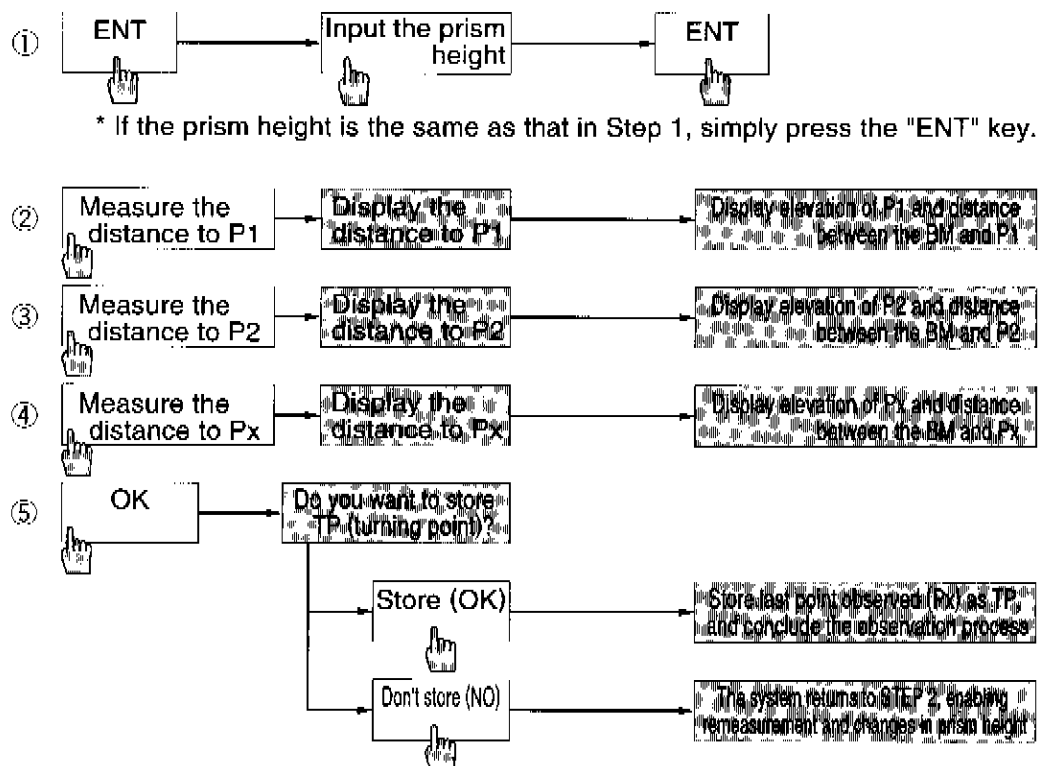 ① ENT Input the prism ENT
height
* If the prism height is the same as that in Step 1, simply press the "ENT" key.
② Measure the Display the Display elevation of P1 and distance
distance to P1 distance to P1 between the BM and P1
③ Measure the Display the Display elevation of P2 and distance
distance to P2 distance to P2 between the BM and P2
④ Measure the Display the Display elevation of Px and distance
distance to Px distance to Px between the BM and Px
⑤ OK Do you want to store
TP (turning point)?
Store (OK) Store last point observed (Px) as TP,
and conclude the observation process
Don't store (NO) The system returns to STEP 2, enabling
remeasurement and changes in prism height